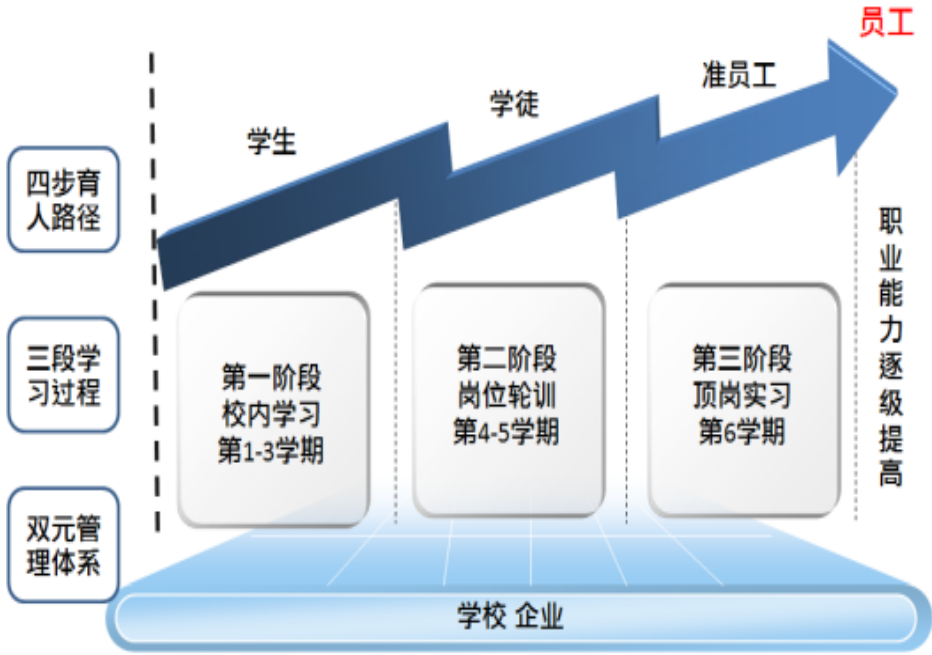 员工
准员工
学徒
学生
四步育
人路径
三段学
习过程
双元管
理体系
第一阶段
校内学习
第1-3学期
第二阶段
岗位轮训
第4-5学期
第三阶段
顶岗实习
第6学期
职业能力逐级提高
学校 企业